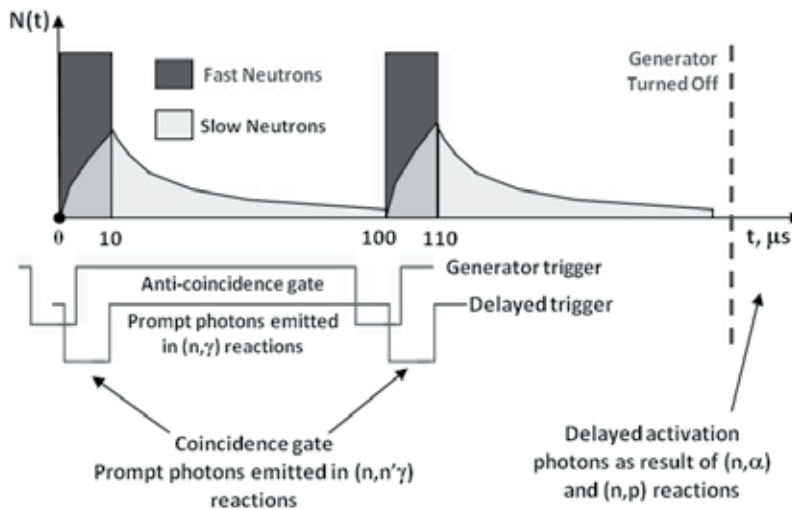 N(t)
Fast Neutrons
Slow Neutrons
Generator
Turned Off
0
10
100
110
t, μs
Anti-coincidence gate
Generator trigger
Delayed trigger
Prompt photons emitted
in (n,γ) reactions
Coincidence gate
Prompt photons emitted in (n,n'γ)
reactions
Delayed activation
photons as result of (n,α)
and (n,p) reactions